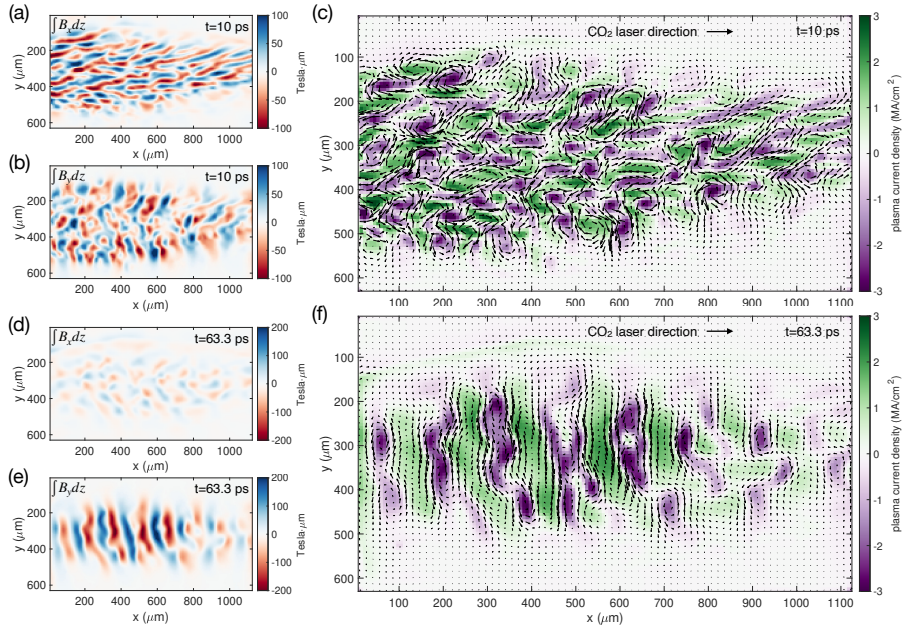 (a)
∫B_x dz
t=10 ps
200
400
600
y (μm)
200 400 600 800 1000
x (μm)
100
50
0
-50
-100
Tesla·μm
(b)
∫B_y dz
t=10 ps
200
400
600
y (μm)
200 400 600 800 1000
x (μm)
100
50
0
-50
-100
Tesla·μm
(c)
CO₂ laser direction
t=10 ps
100
200
300
400
500
600
y (μm)
100 200 300 400 500 600 700 800 900 1000 1100
3
2
1
0
-1
-2
-3
plasma current density (MA/cm²)
(d)
∫B_x dz
t=63.3 ps
200
400
600
y (μm)
200 400 600 800 1000
x (μm)
200
100
0
-100
-200
Tesla·μm
(e)
∫B_y dz
t=63.3 ps
200
400
600
y (μm)
200 400 600 800 1000
x (μm)
200
100
0
-100
-200
Tesla·μm
(f)
CO₂ laser direction
t=63.3 ps
100
200
300
400
500
600
y (μm)
100 200 300 400 500 600 700 800 900 1000 1100
x (μm)
3
2
1
0
-1
-2
-3
plasma current density (MA/cm²)